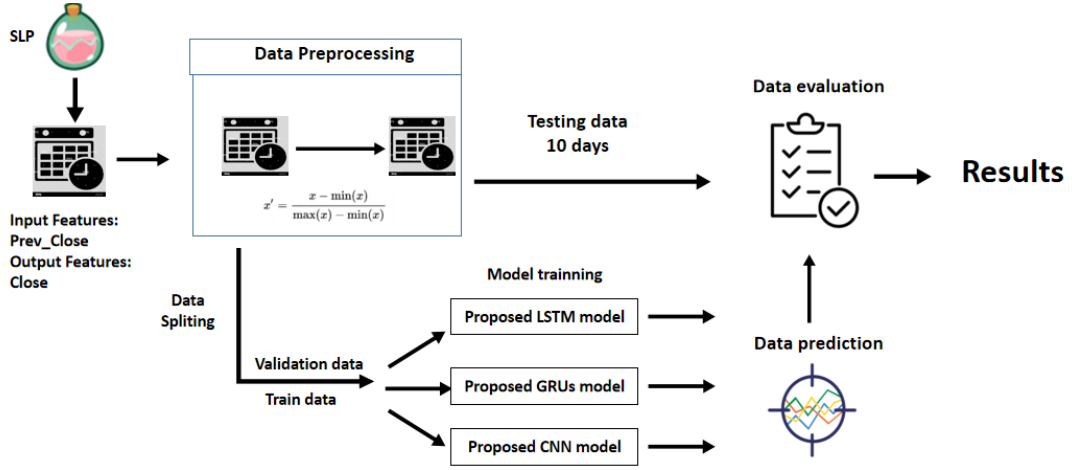 SLP
Data Preprocessing
x′ = x − min(x) / max(x) − min(x)
Input Features:
Prev_Close
Output Features:
Close
Testing data
10 days
Data evaluation
Results
Data
Spliting
Validation data
Train data
Model trainning
Proposed LSTM model
Proposed GRUs model
Proposed CNN model
Data prediction